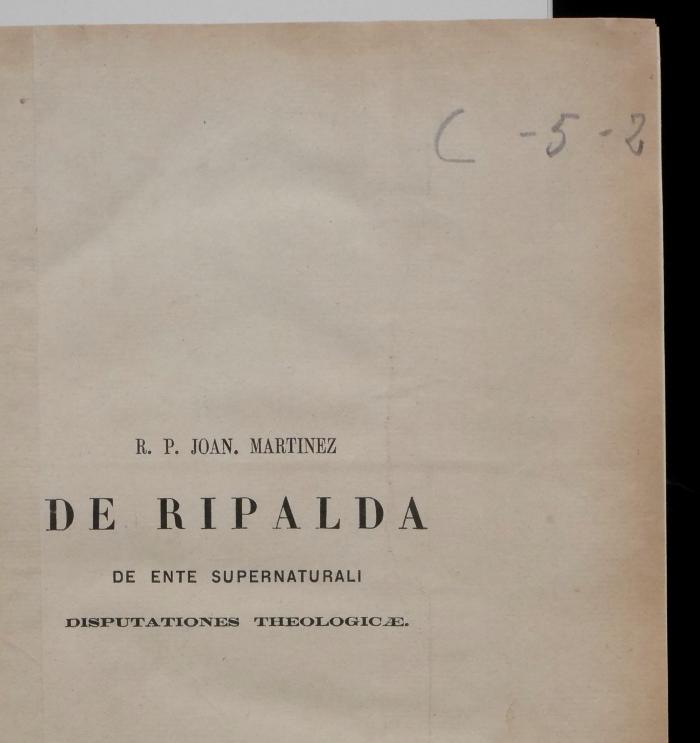 C -5-2
R. P. JOAN. MARTINEZ
DE RIPALDA
DE ENTE SUPERNATURALI
DISPUTATIONES THEOLOGICÆ.